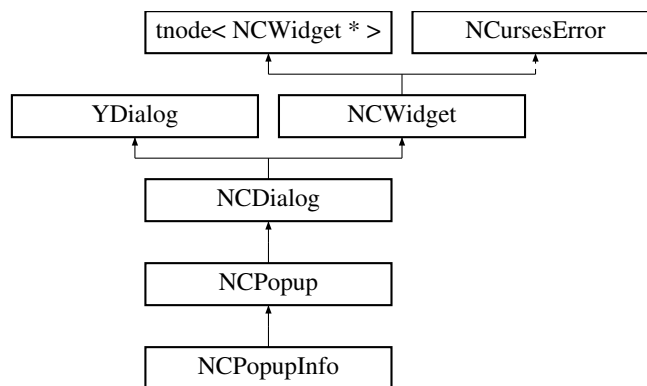 tnode< NCWidget * >
NCursesError
YDialog
NCWidget
NCDialog
NCPopup
NCPopupInfo